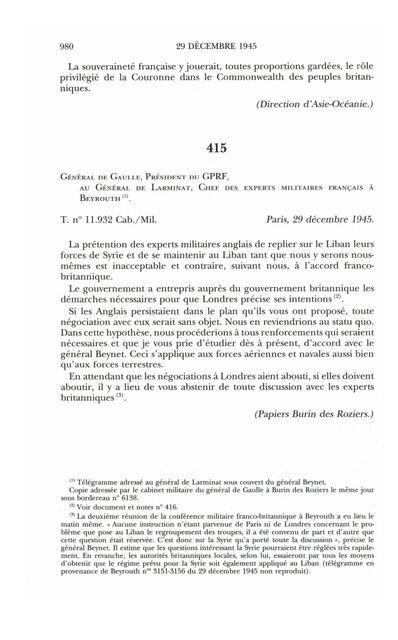 980 29 DÉCEMBRE 1945
La souveraineté française y jouerait, toutes proportions gardées, le rôle
privilégié de la Couronne dans le Commonwealth des peuples britan-
niques.
(Direction d'Asie-Océanie.)
415
GÉNÉRAL DE GAULLE, PRÉSIDENT DU GPRF,
AU GÉNÉRAL DE LARMINAT, CHEF DES EXPERTS MILITAIRES FRANÇAIS À
BEYROUTH (1).
T. n° 11.932 Cab./Mil. Paris, 29 décembre 1945.
La prétention des experts militaires anglais de replier sur le Liban leurs
forces de Syrie et de se maintenir au Liban tant que nous y serons nous-
mêmes est inacceptable et contraire, suivant nous, à l'accord franco-
britannique.
Le gouvernement a entrepris auprès du gouvernement britannique les
démarches nécessaires pour que Londres précise ses intentions (2).
Si les Anglais persistaient dans le plan qu'ils vous ont proposé, toute
négociation avec eux serait sans objet. Nous en reviendrions au statu quo.
Dans cette hypothèse, nous procéderions à tous renforcements qui seraient
nécessaires et que je vous prie d'étudier dès à présent, d'accord avec le
général Beynet. Ceci s'applique aux forces aériennes et navales aussi bien
qu'aux forces terrestres.
En attendant que les négociations à Londres aient abouti, si elles doivent
aboutir, il y a lieu de vous abstenir de toute discussion avec les experts
britanniques (3).
(Papiers Burin des Roziers.)
(1) Télégramme adressé au général de Larminat sous couvert du général Beynet.
Copie adressée par le cabinet militaire du général de Gaulle à Burin des Roziers le même jour
sous bordereau n° 6138.
(2) Voir document et notes n° 416.
(3) La deuxième réunion de la conférence militaire franco-britannique à Beyrouth a eu lieu le
matin même. « Aucune instruction n'étant parvenue de Paris ni de Londres concernant le pro-
blème que pose au Liban le regroupement des troupes, il a été convenu de part et d'autre que
cette question était réservée. C'est donc sur la Syrie qu'a porté toute la discussion », précise le
général Beynet. Il estime que les questions intéressant la Syrie pourraient être réglées très rapide-
ment. En revanche, les autorités britanniques locales, selon lui, essaieront par tous les moyens
d'obtenir que le régime prévu pour la Syrie soit également appliqué au Liban (télégramme en
provenance de Beyrouth nos 3151-3156 du 29 décembre 1945 non reproduit).